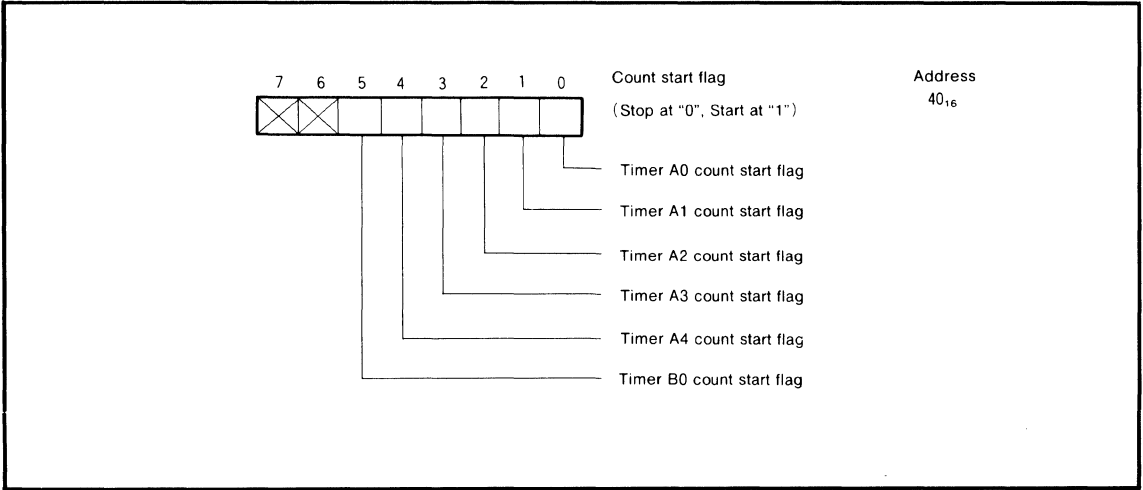 7 6 5 4 3 2 1 0
Count start flag
Address
(Stop at “0”, Start at “1”)
40₁₆
Timer A0 count start flag
Timer A1 count start flag
Timer A2 count start flag
Timer A3 count start flag
Timer A4 count start flag
Timer B0 count start flag